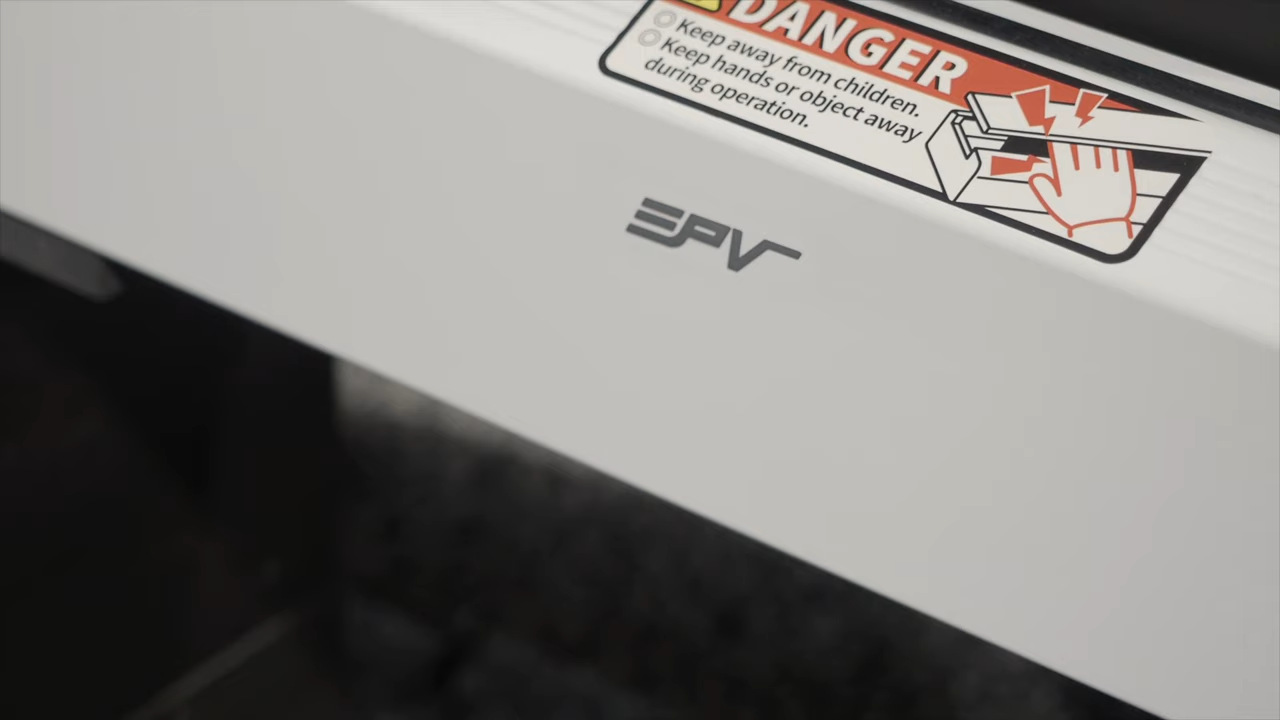 DANGER
Keep away from children.
Keep hands or object away
during operation.
EPV